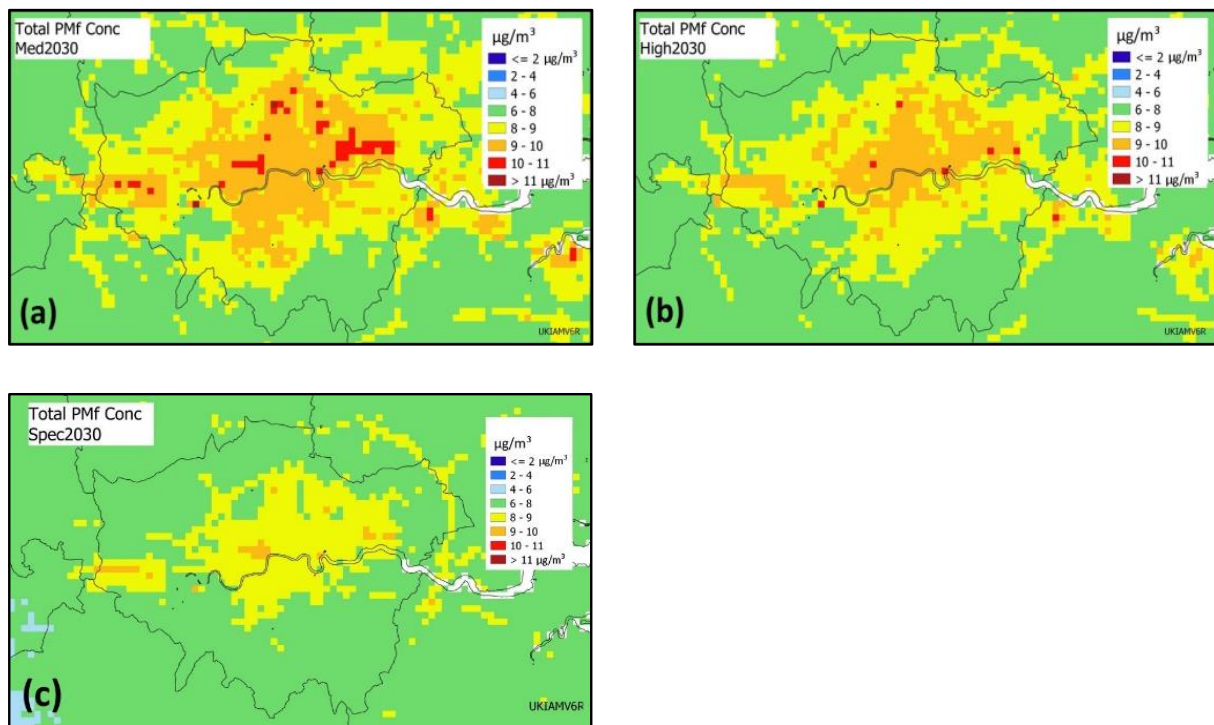 Total PMf Conc
Med2030
µg/m³
<= 2 µg/m³
2 - 4
4 - 6
6 - 8
8 - 9
9 - 10
10 - 11
> 11 µg/m³
(a)
UKIAMV6R
Total PMf Conc
High2030
µg/m³
<= 2 µg/m³
2 - 4
4 - 6
6 - 8
8 - 9
9 - 10
10 - 11
> 11 µg/m³
(b)
UKIAMV6R
Total PMf Conc
Spec2030
µg/m³
<= 2 µg/m³
2 - 4
4 - 6
6 - 8
8 - 9
9 - 10
10 - 11
> 11 µg/m³
(c)
UKIAMV6R